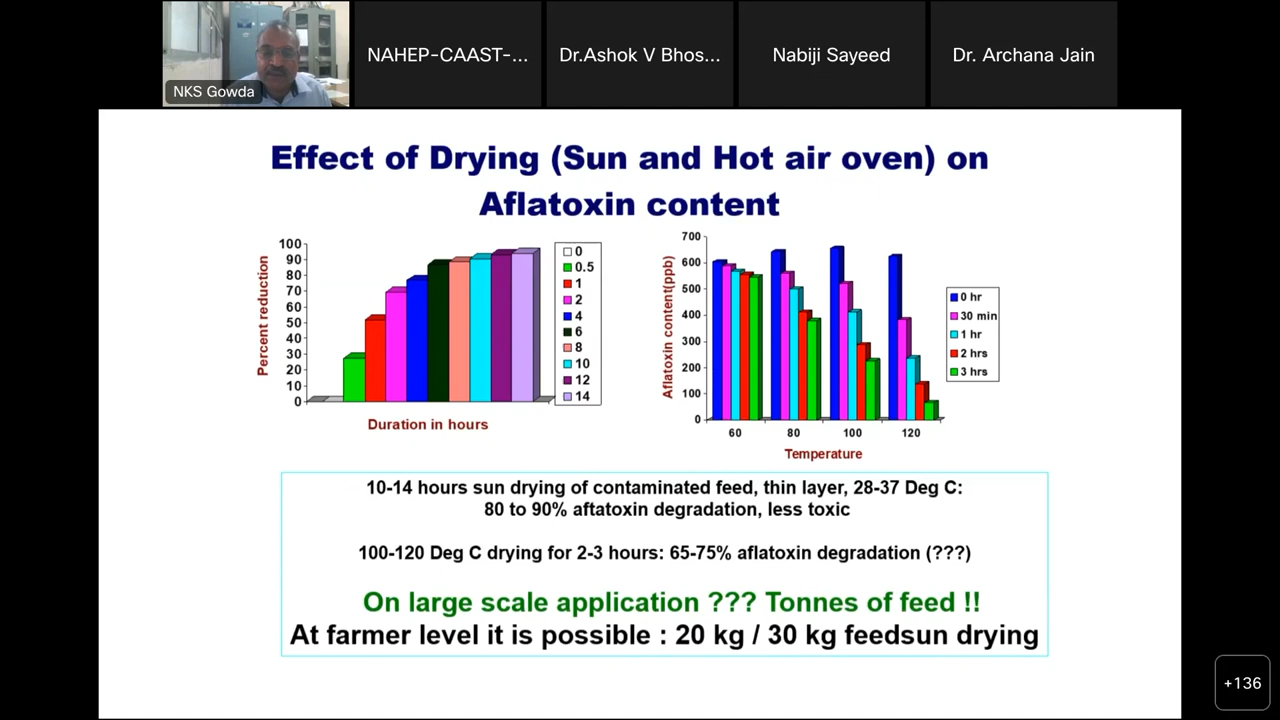 NKS Gowda
NAHEP-CAAST-...
Dr.Ashok V Bhos...
Nabiji Sayeed
Dr. Archana Jain
Effect of Drying (Sun and Hot air oven) on
Aflatoxin content
Percent reduction
100
90
80
70
60
50
40
30
20
10
0
Duration in hours
0
0.5
1
2
4
6
8
10
12
14
Aflatoxin content(ppb)
700
600
500
400
300
200
100
0
60 80 100 120
Temperature
0 hr
30 min
1 hr
2 hrs
3 hrs
10-14 hours sun drying of contaminated feed, thin layer, 28-37 Deg C:
80 to 90% aftatoxin degradation, less toxic
100-120 Deg C drying for 2-3 hours: 65-75% aflatoxin degradation (???)
On large scale application ??? Tonnes of feed !!
At farmer level it is possible : 20 kg / 30 kg feedsun drying
+136